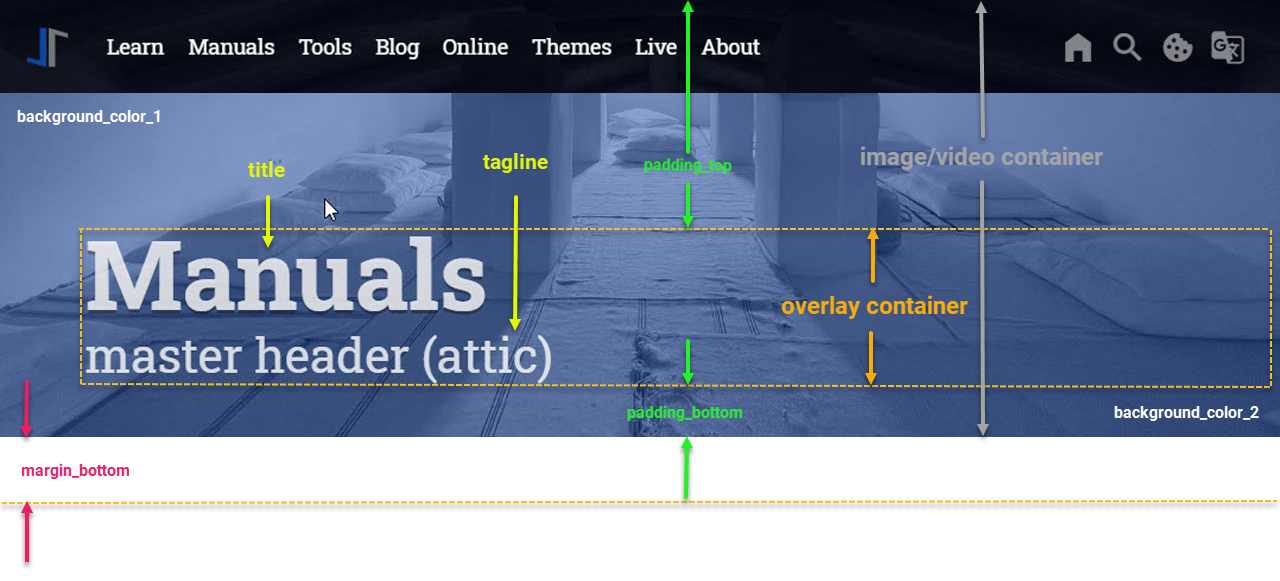 Learn Manuals Tools Blog Online Themes Live About
background_color_1
title
tagline
padding_top
image/video container
Manuals
overlay container
master header (attic)
padding_bottom
background_color_2
margin_bottom